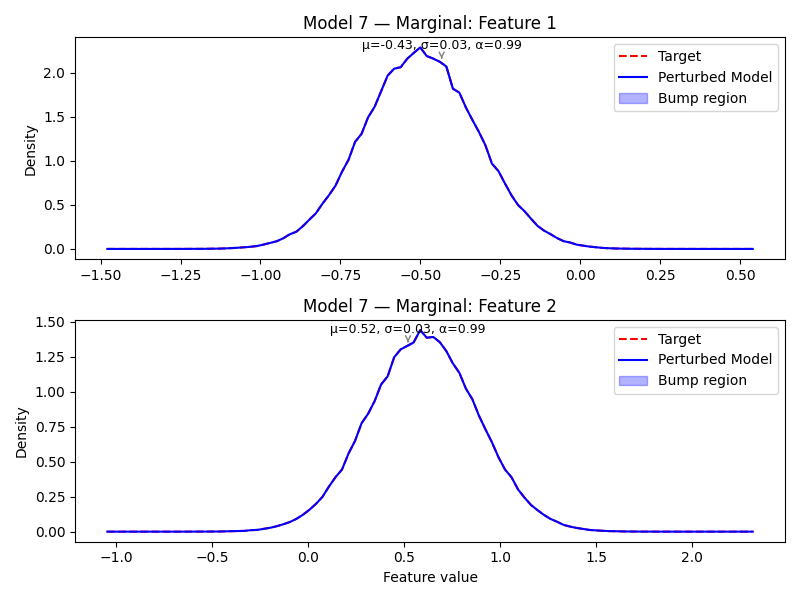 Model 7 — Marginal: Feature 1
μ=-0.43, σ=0.03, α=0.99
Target
Perturbed Model
Bump region
Density
2.0
1.5
1.0
0.5
0.0
−1.50
−1.25
−1.00
−0.75
−0.50
−0.25
0.00
0.25
0.50
Model 7 — Marginal: Feature 2
μ=0.52, σ=0.03, α=0.99
Target
Perturbed Model
Bump region
Density
1.50
1.25
1.00
0.75
0.50
0.25
0.00
−1.0
−0.5
0.0
0.5
1.0
1.5
2.0
Feature value